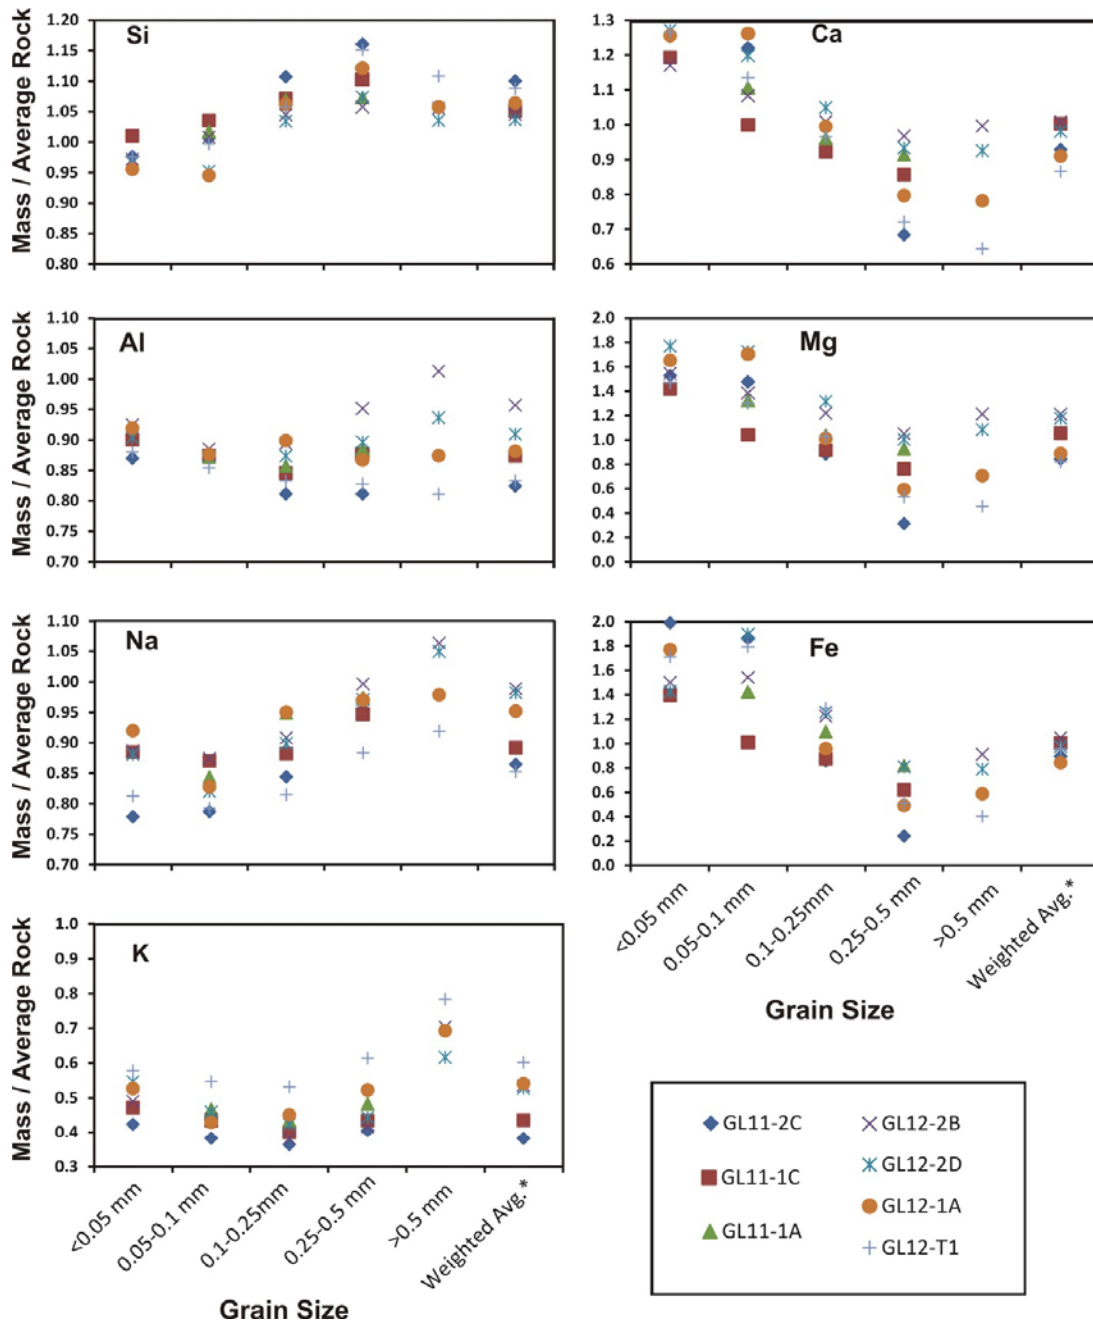 Mass / Average Rock
Si
1.20
1.15
1.10
1.05
1.00
0.95
0.90
0.85
0.80
Ca
1.3
1.2
1.1
1.0
0.9
0.8
0.7
0.6
Mass / Average Rock
Al
1.10
1.05
1.00
0.95
0.90
0.85
0.80
0.75
0.70
Mg
2.0
1.8
1.6
1.4
1.2
1.0
0.8
0.6
0.4
0.2
0.0
Mass / Average Rock
Na
1.10
1.05
1.00
0.95
0.90
0.85
0.80
0.75
0.70
Fe
2.0
1.8
1.6
1.4
1.2
1.0
0.8
0.6
0.4
0.2
0.0
<0.05 mm
0.05-0.1 mm
0.1-0.25mm
0.25-0.5 mm
>0.5 mm
Weighted Avg.*
Grain Size
Mass / Average Rock
K
1.0
0.9
0.8
0.7
0.6
0.5
0.4
0.3
<0.05 mm
0.05-0.1 mm
0.1-0.25mm
0.25-0.5 mm
>0.5 mm
Weighted Avg.*
Grain Size
GL11-2C
GL12-2B
GL11-1C
GL12-2D
GL11-1A
GL12-1A
GL12-T1